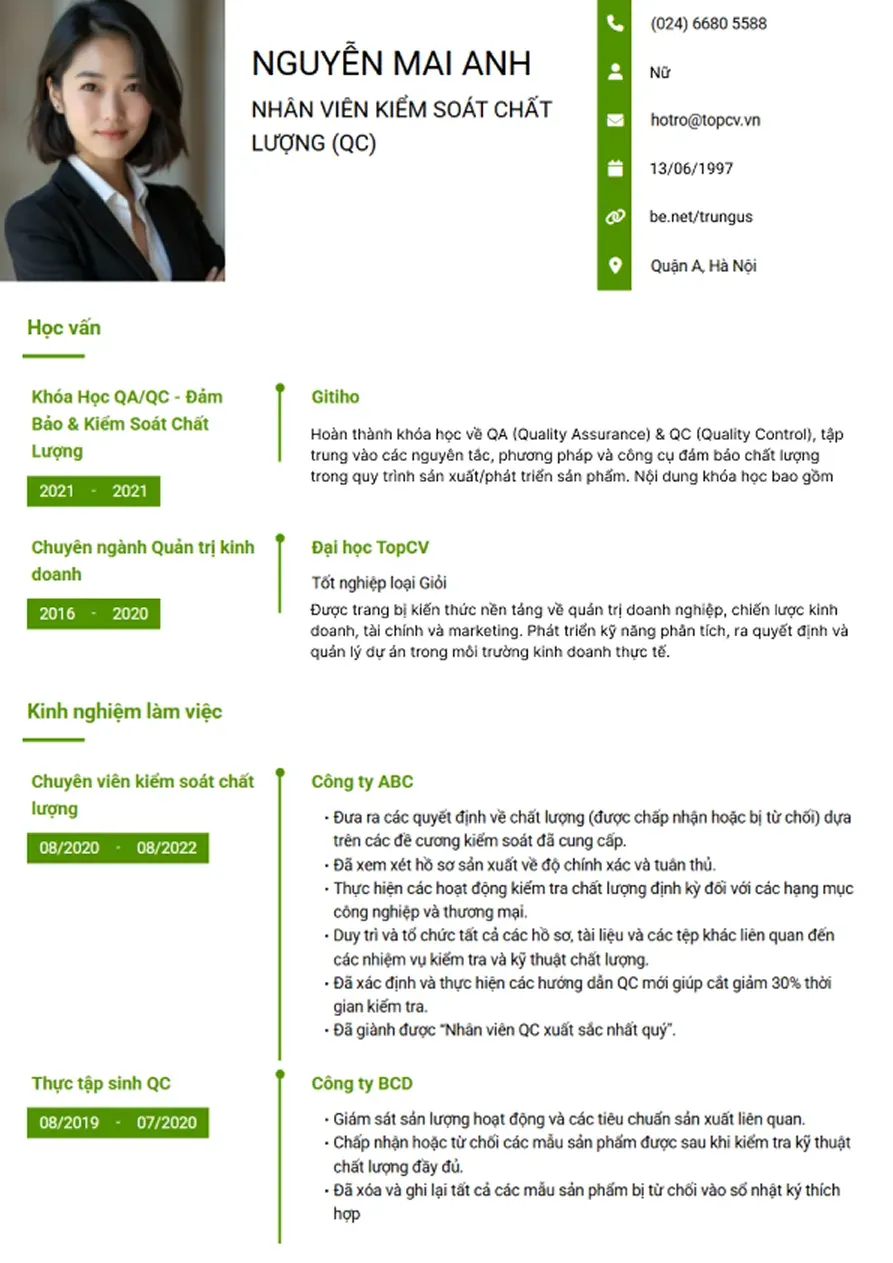 NGUYỄN MAI ANH
NHÂN VIÊN KIỂM SOÁT CHẤT
LƯỢNG (QC)
(024) 6680 5588
Nữ
hotro@topcv.vn
13/06/1997
be.net/trungus
Quận A, Hà Nội
Học vấn
Khóa Học QA/QC - Đảm
Bảo & Kiểm Soát Chất
Lượng
2021 - 2021
Gitiho
Hoàn thành khóa học về QA (Quality Assurance) & QC (Quality Control), tập
trung vào các nguyên tắc, phương pháp và công cụ đảm bảo chất lượng
trong quy trình sản xuất/phát triển sản phẩm. Nội dung khóa học bao gồm
Chuyên ngành Quản trị kinh
doanh
2016 - 2020
Đại học TopCV
Tốt nghiệp loại Giỏi
Được trang bị kiến thức nền tảng về quản trị doanh nghiệp, chiến lược kinh
doanh, tài chính và marketing. Phát triển kỹ năng phân tích, ra quyết định và
quản lý dự án trong môi trường kinh doanh thực tế.
Kinh nghiệm làm việc
Chuyên viên kiểm soát chất
lượng
08/2020 - 08/2022
Công ty ABC
• Đưa ra các quyết định về chất lượng (được chấp nhận hoặc bị từ chối) dựa
trên các đề cương kiểm soát đã cung cấp.
• Đã xem xét hồ sơ sản xuất về độ chính xác và tuân thủ.
• Thực hiện các hoạt động kiểm tra chất lượng định kỳ đối với các hạng mục
công nghiệp và thương mại.
• Duy trì và tổ chức tất cả các hồ sơ, tài liệu và các tệp khác liên quan đến
các nhiệm vụ kiểm tra và kỹ thuật chất lượng.
• Đã xác định và thực hiện các hướng dẫn QC mới giúp cắt giảm 30% thời
gian kiểm tra.
• Đã giành được “Nhân viên QC xuất sắc nhất quý”.
Thực tập sinh QC
08/2019 - 07/2020
Công ty BCD
• Giám sát sản lượng hoạt động và các tiêu chuẩn sản xuất liên quan.
• Chấp nhận hoặc từ chối các mẫu sản phẩm được sau khi kiểm tra kỹ thuật
chất lượng đầy đủ.
• Đã xóa và ghi lại tất cả các mẫu sản phẩm bị từ chối vào sổ nhật ký thích
hợp